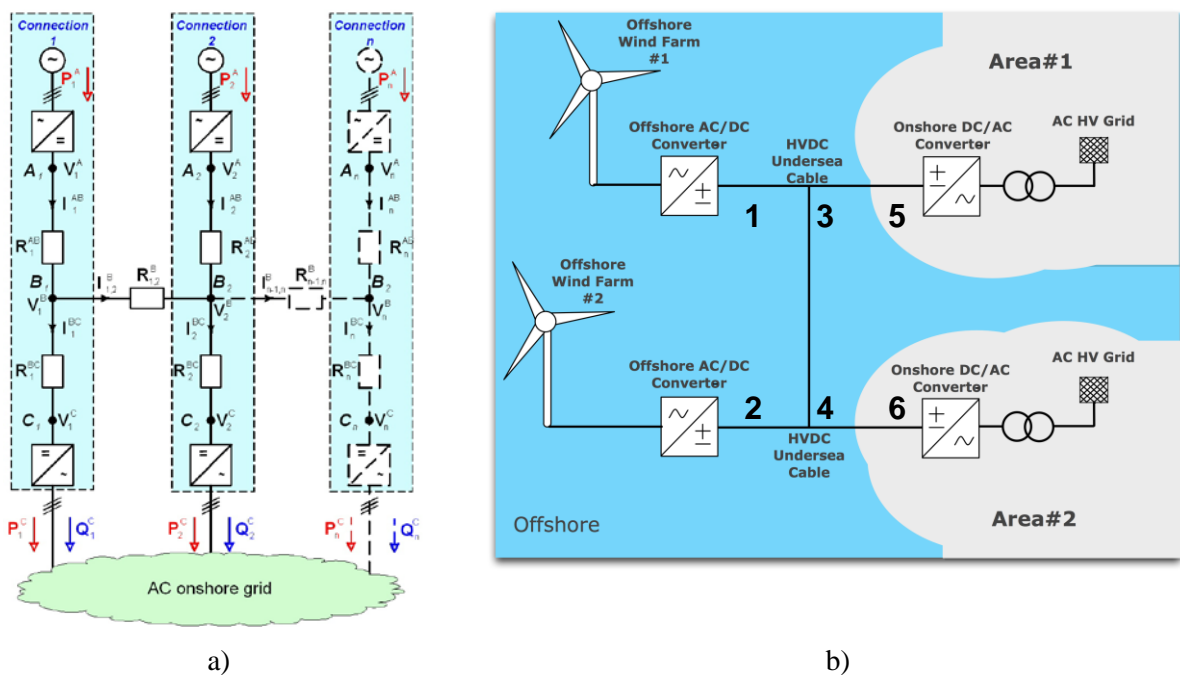 Connection
1
Connection
2
Connection
n
P1A
P2A
PnA
A1
V1A
A2
V2A
An
VnA
I1AB
I2AB
InAB
R1AB
R2AB
RnAB
B1
I1,2B
R1,2B
B2
In-1,nB
Rn-1,nB
B2
V1B
V2B
VnB
I1BC
I2BC
InBC
R1BC
R2BC
RnBC
C1
V1C
C2
V2C
Cn
VnC
P1C
Q1C
P2C
Q2C
PnC
QnC
AC onshore grid
a)
Offshore
Wind Farm
#1
Area#1
Offshore AC/DC
Converter
HVDC
Undersea
Cable
Onshore DC/AC
Converter
AC HV Grid
1
3
5
Offshore
Wind Farm
#2
Offshore AC/DC
Converter
Onshore DC/AC
Converter
AC HV Grid
2
4
6
HVDC
Undersea
Cable
Offshore
Area#2
b)